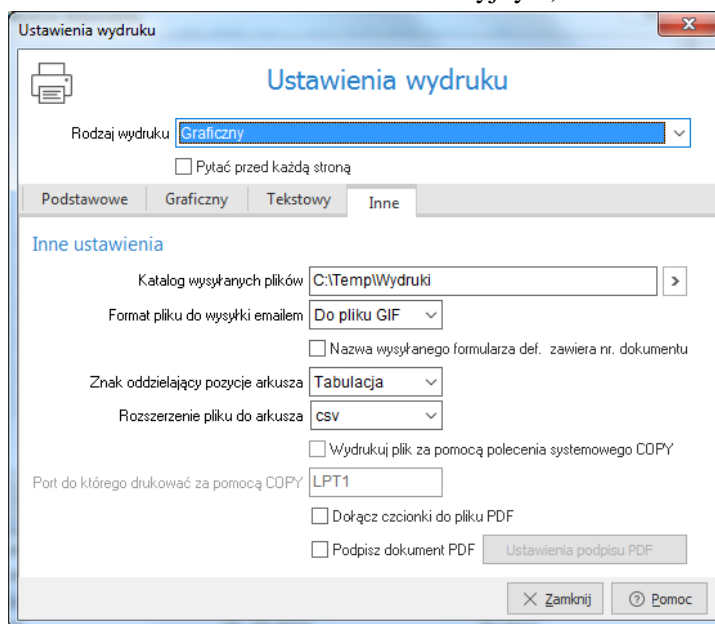 Ustawienia wydruku
Ustawienia wydruku
Rodzaj wydruku Graficzny
Pytać przed każdą stroną
Podstawowe Graficzny Tekstowy Inne
Inne ustawienia
Katalog wysyłanych plików C:\Temp\Wydruki >
Format pliku do wysyłki emailem Do pliku GIF
Nazwa wysyłanego formularza def. zawiera nr. dokumentu
Znak oddzielający pozycje arkusza Tabulacja
Rozszerzenie pliku do arkusza csv
Wydrukuj plik za pomocą polecenia systemowego COPY
Port do którego drukować za pomocą COPY LPT1
Dołącz czcionki do pliku PDF
Podpisz dokument PDF Ustawienia podpisu PDF
Zamknij Pomoc